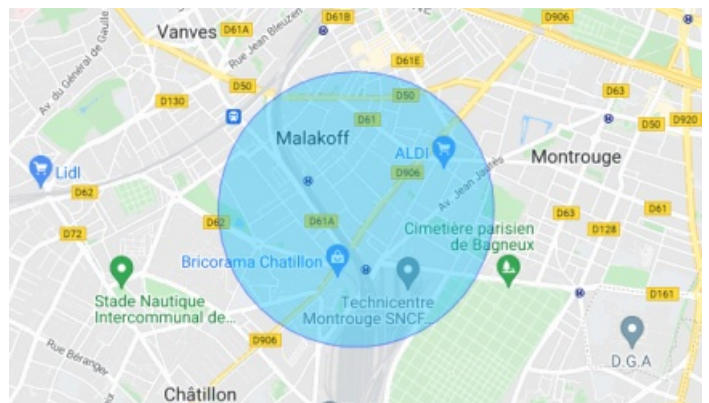 D61B
D906
Vanves
D61A
Rue Jean Bleuzen
Av. du Général de Gaulle
D61E
D50
D130
D50
D63
D61
D920
D50
Malakoff
ALDI
Montrouge
Lidl
D906
Av. Jean Jaurès
D62
D62
D61A
D63
D61
D72
D128
Cimetière parisien
de Bagneux
Bricorama Chatillon
Stade Nautique
Intercommunal de...
Technicentre
Montrouge SNCF...
D161
D906
Rue Béranger
D.G.A
Châtillon